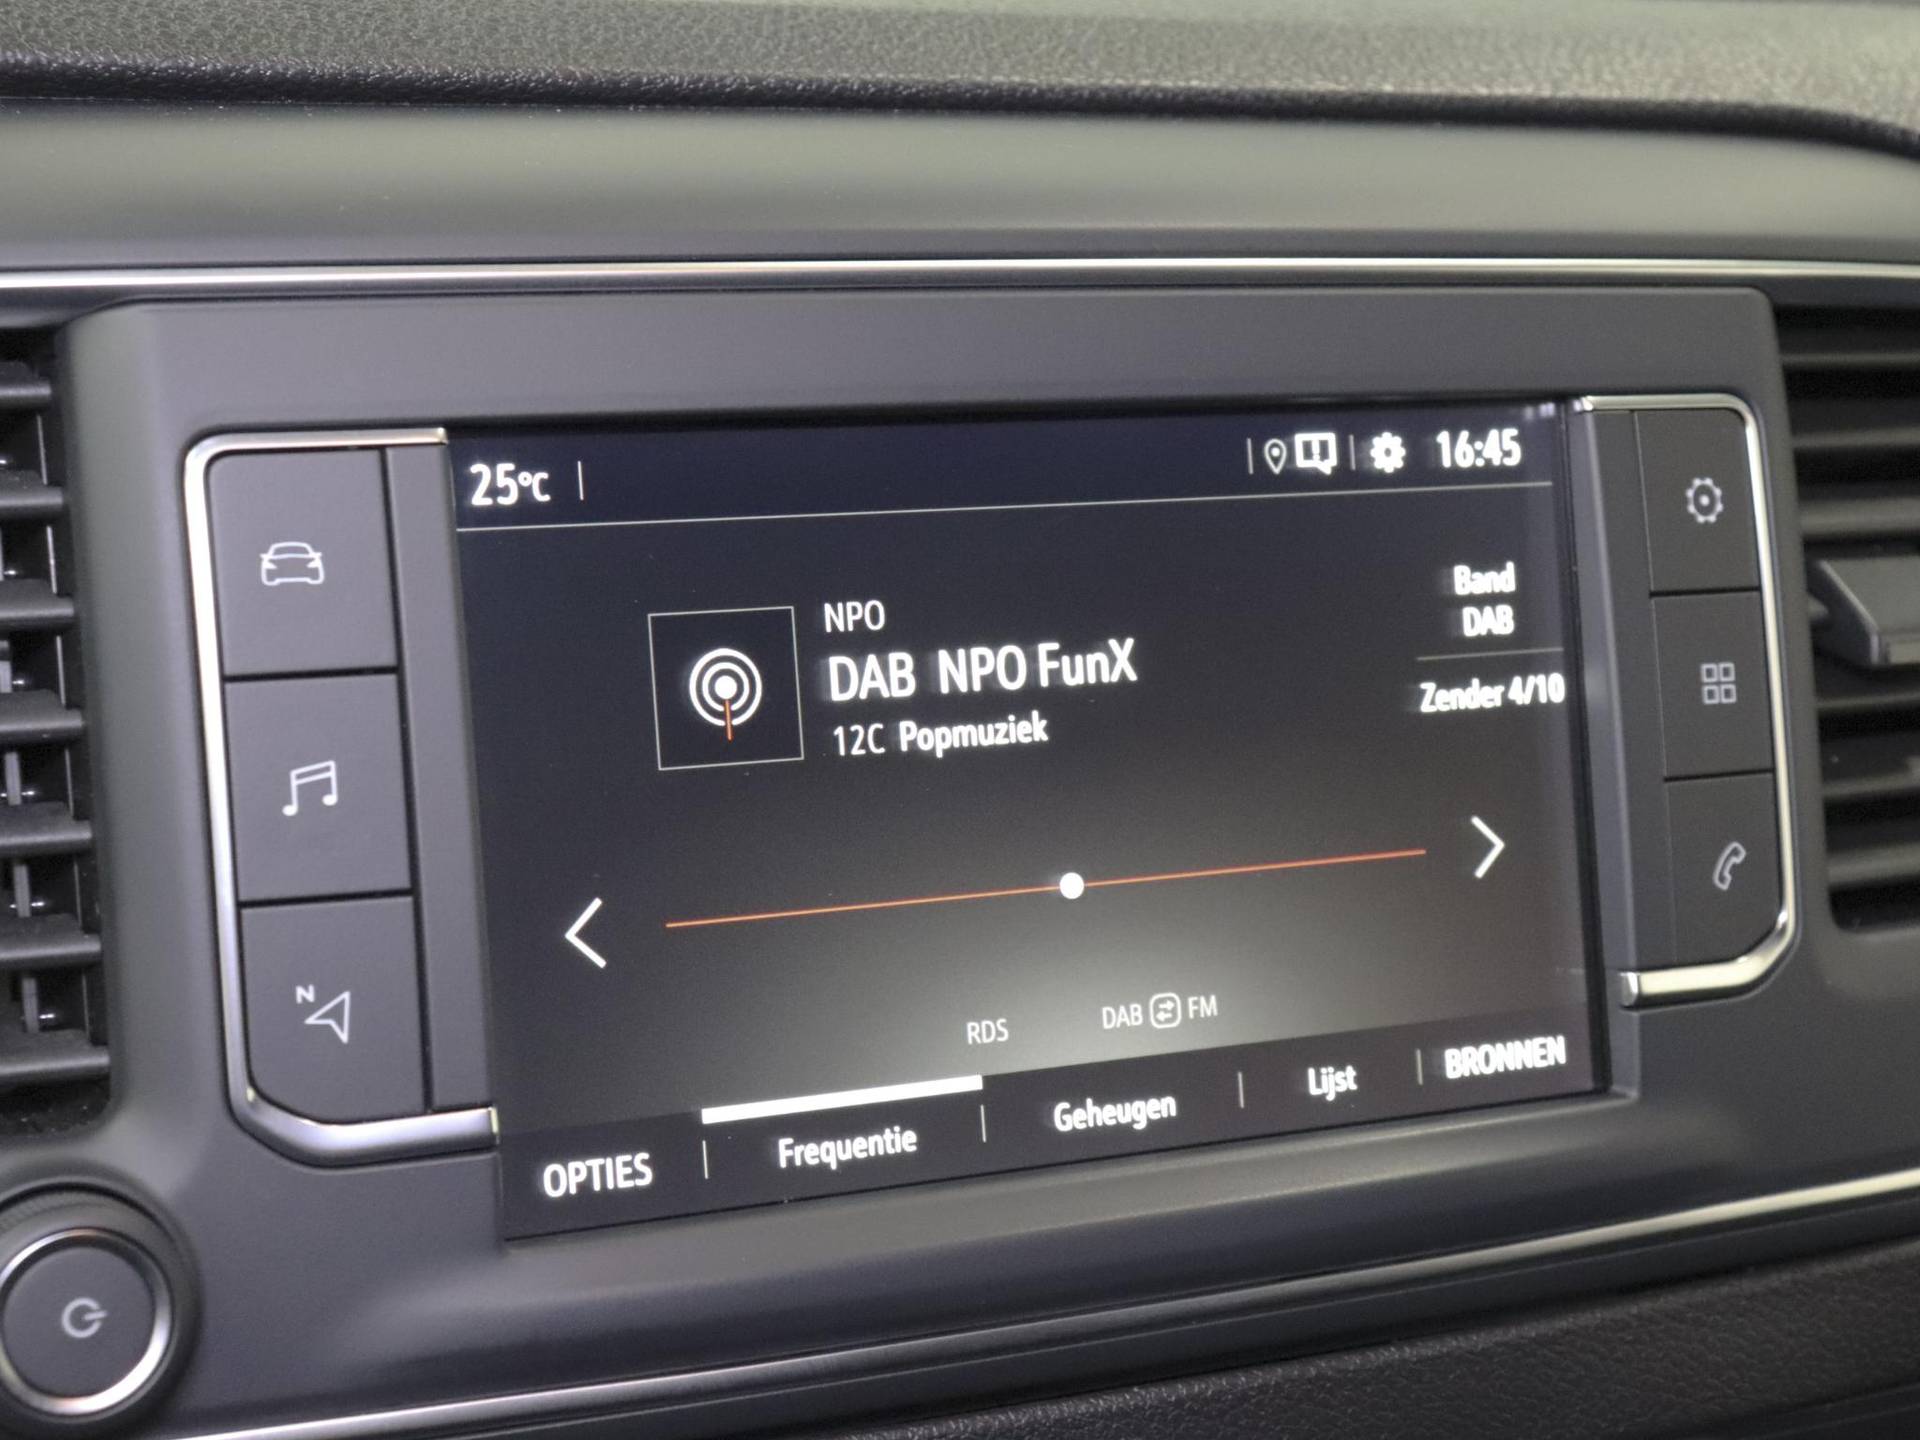 25°C
16:45
NPO
DAB NPO FunX
12C Popmuziek
Band
DAB
Zender 4/10
N
RDS
DAB FM
OPTIES
Frequentie
Geheugen
Lijst
BRONNEN